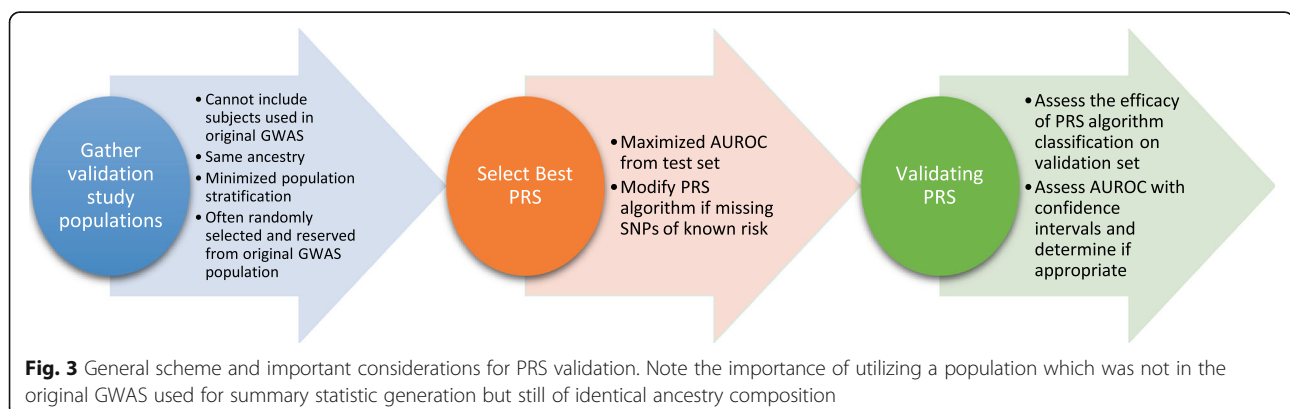 Gather
validation
study
populations
• Cannot include
subjects used in
original GWAS
• Same ancestry
• Minimized population
stratification
• Often randomly
selected and reserved
from original GWAS
population
Select Best
PRS
• Maximized AUROC
from test set
• Modify PRS
algorithm if missing
SNPs of known risk
Validating
PRS
• Assess the efficacy
of PRS algorithm
classification on
validation set
• Assess AUROC with
confidence
intervals and
determine if
appropriate
Fig. 3 General scheme and important considerations for PRS validation. Note the importance of utilizing a population which was not in the
original GWAS used for summary statistic generation but still of identical ancestry composition